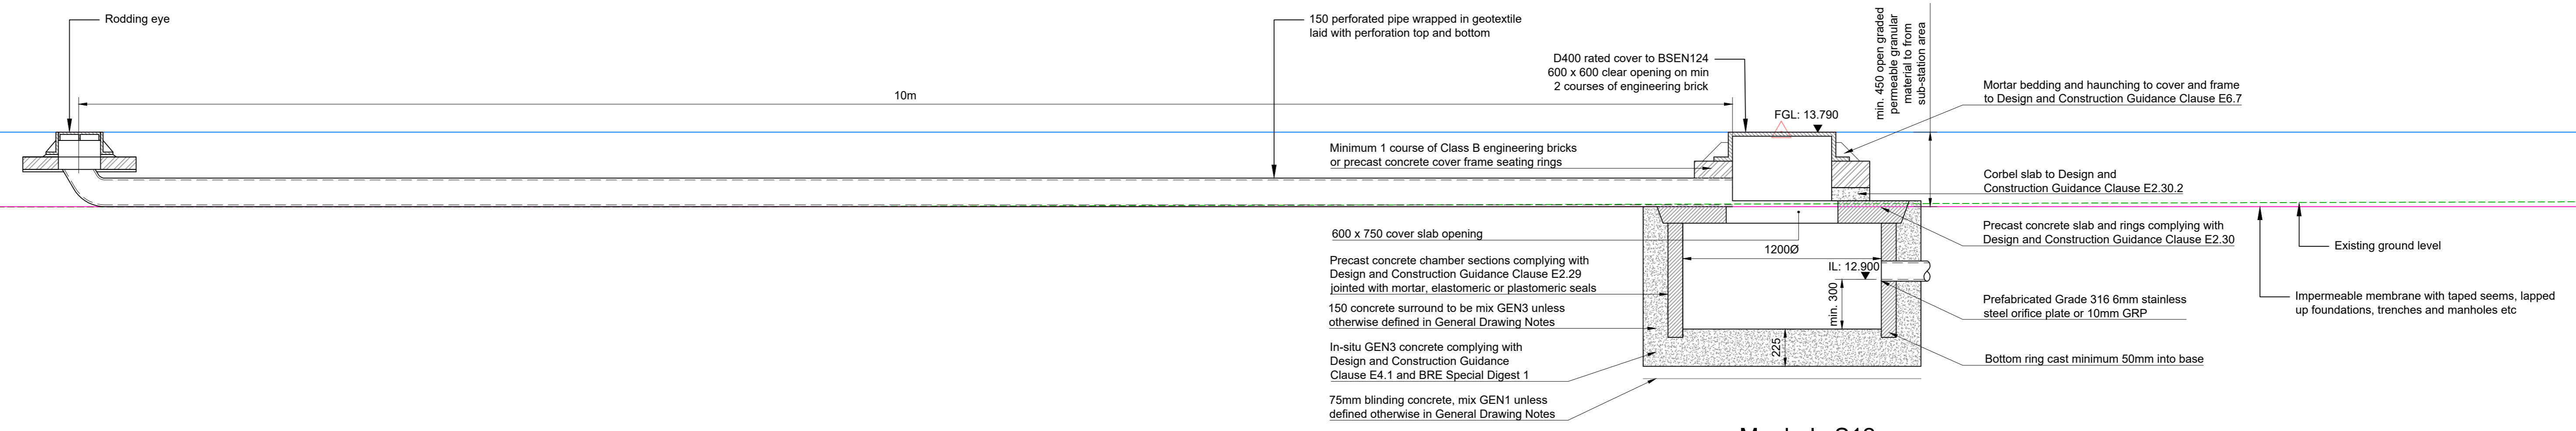 Rodding eye
10m
150 perforated pipe wrapped in geotextile
laid with perforation top and bottom
D400 rated cover to BSEN124
600 x 600 clear opening on min
2 courses of engineering brick
FGL: 13.790
min. 450 open graded
permeable granular
material to from
sub-station area
Mortar bedding and haunching to cover and frame
to Design and Construction Guidance Clause E6.7
Minimum 1 course of Class B engineering bricks
or precast concrete cover frame seating rings
Corbel slab to Design and
Construction Guidance Clause E2.30.2
600 x 750 cover slab opening
Precast concrete slab and rings complying with
Design and Construction Guidance Clause E2.30
Existing ground level
1200Ø
Precast concrete chamber sections complying with
Design and Construction Guidance Clause E2.29
jointed with mortar, elastomeric or plastomeric seals
IL: 12.900
min. 300
Prefabricated Grade 316 6mm stainless
steel orifice plate or 10mm GRP
Impermeable membrane with taped seems, lapped
up foundations, trenches and manholes etc
150 concrete surround to be mix GEN3 unless
otherwise defined in General Drawing Notes
225
In-situ GEN3 concrete complying with
Design and Construction Guidance
Clause E4.1 and BRE Special Digest 1
Bottom ring cast minimum 50mm into base
75mm blinding concrete, mix GEN1 unless
defined otherwise in General Drawing Notes